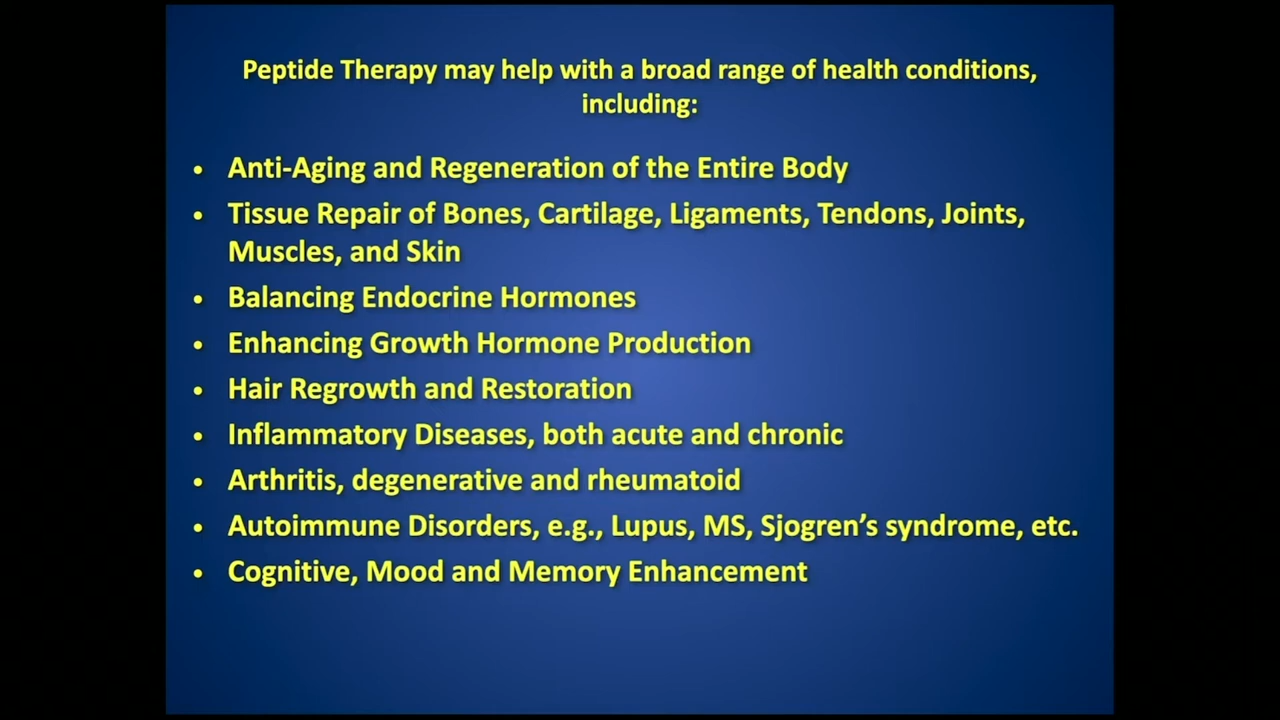 Peptide Therapy may help with a broad range of health conditions,
including:
• Anti-Aging and Regeneration of the Entire Body
• Tissue Repair of Bones, Cartilage, Ligaments, Tendons, Joints,
Muscles, and Skin
• Balancing Endocrine Hormones
• Enhancing Growth Hormone Production
• Hair Regrowth and Restoration
• Inflammatory Diseases, both acute and chronic
• Arthritis, degenerative and rheumatoid
• Autoimmune Disorders, e.g., Lupus, MS, Sjogren’s syndrome, etc.
• Cognitive, Mood and Memory Enhancement